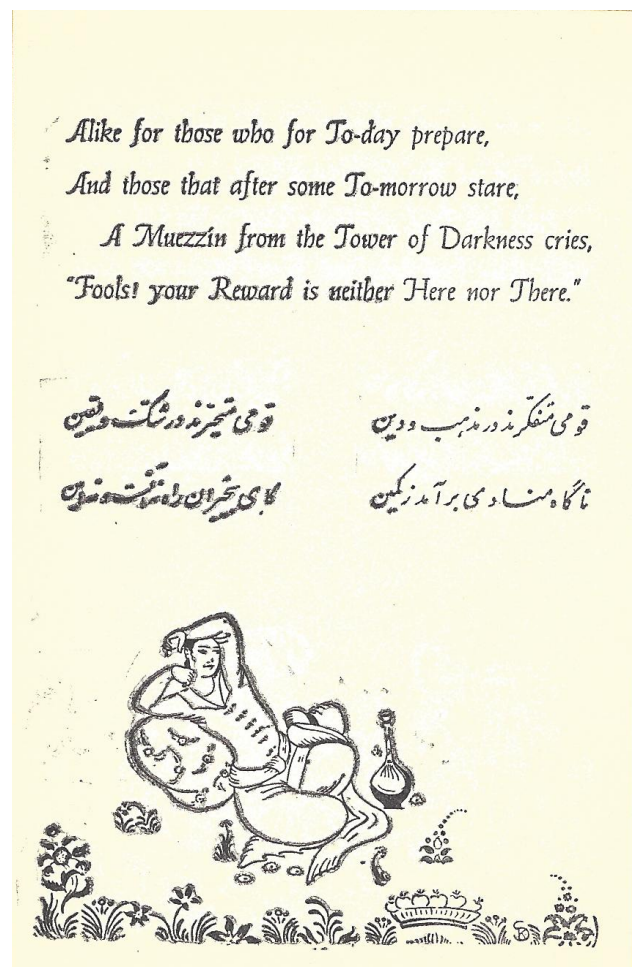 Alike for those who for To-day prepare,
And those that after some To-morrow stare,
A Muezzín from the Tower of Darkness cries,
"Fools! your Reward is neither Here nor There."
قومی متفکرند در مذهب و دین قومی متحیرند در شک و یقین
ناگاه منادی برآمد ز کمین کای بیخبران راه نه آنست و نه این